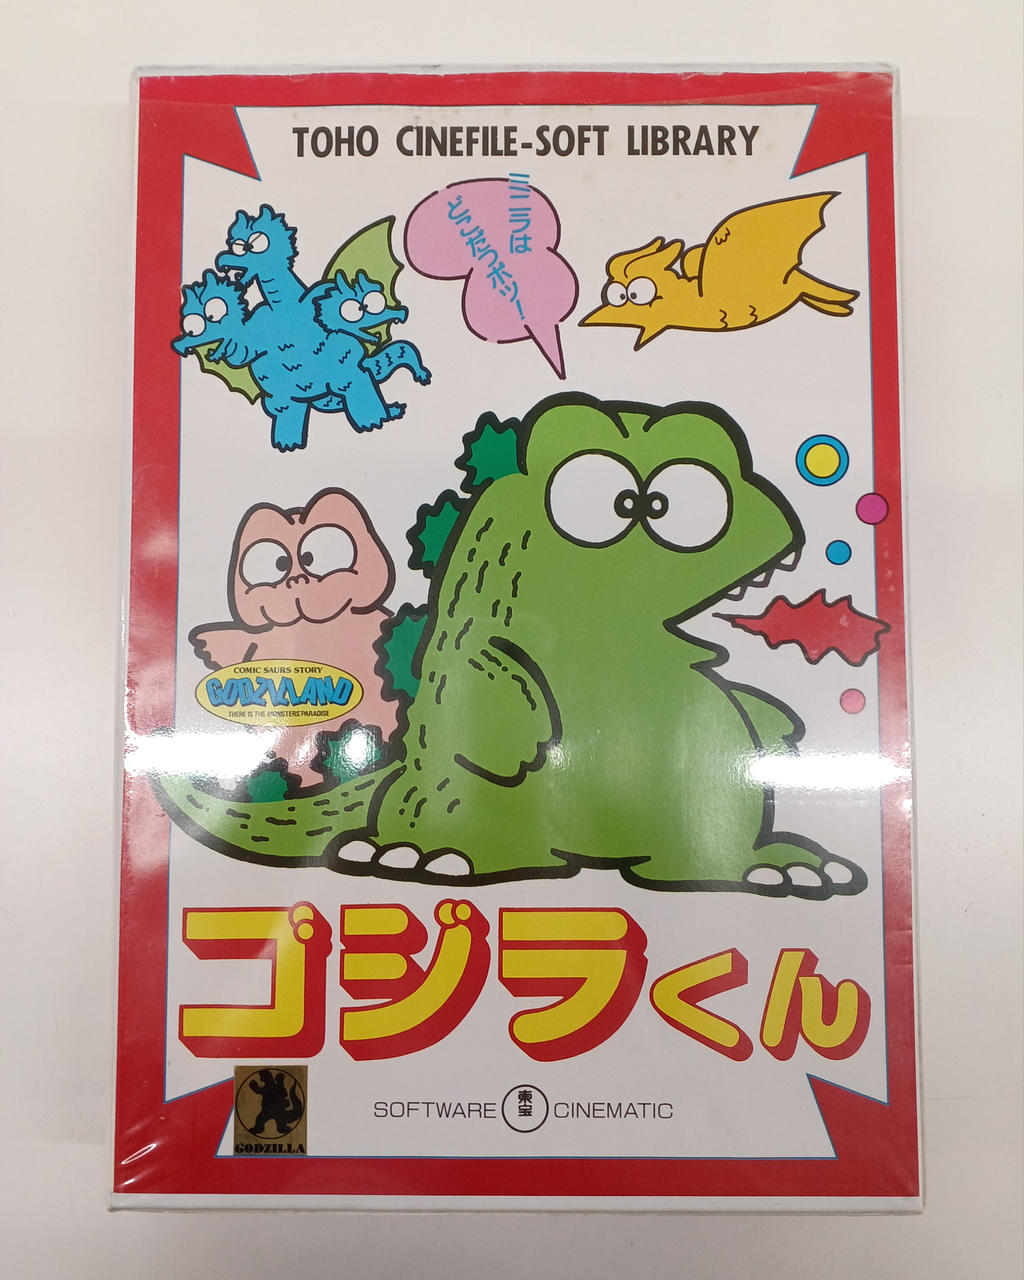 TOHO CINEFILE-SOFT LIBRARY
ミニラは
どこだっポッ!
COMIC SAURS STORY
GODZILLAND
THERE IS THE MONSTERS PARADISE
ゴジラくん
GODZILLA
SOFTWARE 東宝 CINEMATIC